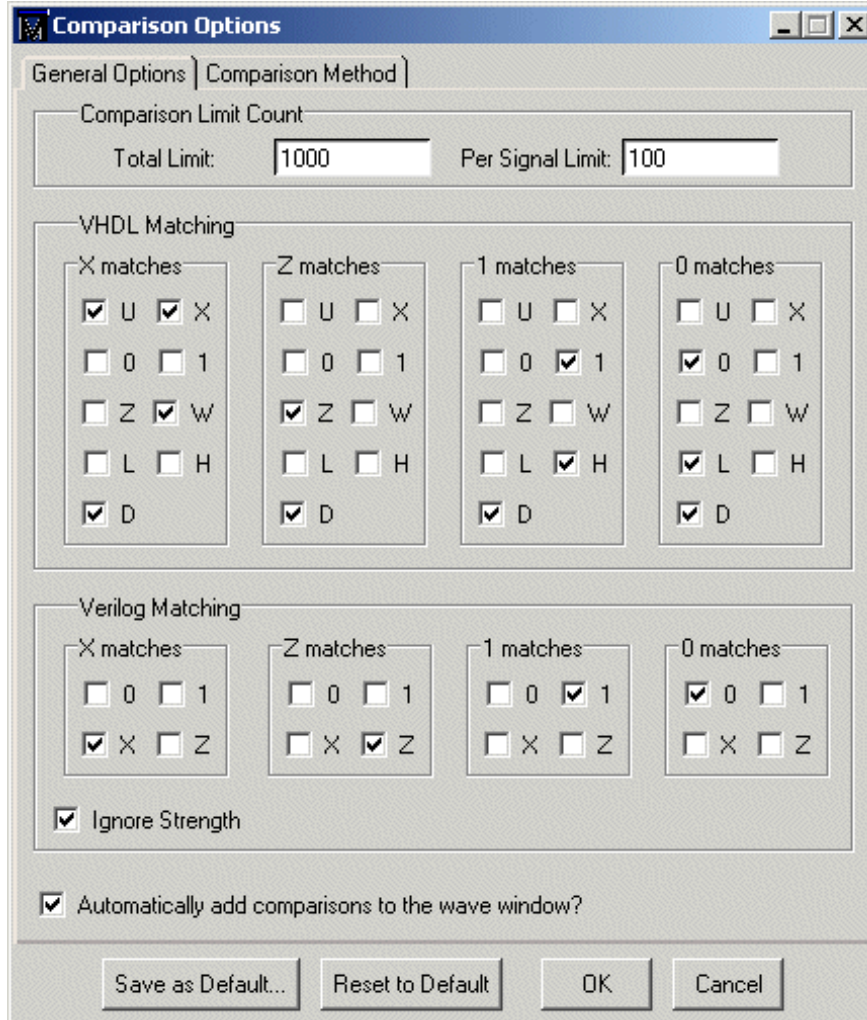 Comparison Options
General Options Comparison Method
Comparison Limit Count
Total Limit: 1000 Per Signal Limit: 100
VHDL Matching
X matches Z matches 1 matches 0 matches
U X U X U X U X
0 1 0 1 0 1 0 1
Z W Z W Z W Z W
L H L H L H L H
D D D D
Verilog Matching
X matches Z matches 1 matches 0 matches
0 1 0 1 0 1 0 1
X Z X Z X Z X Z
Ignore Strength
Automatically add comparisons to the wave window?
Save as Default... Reset to Default OK Cancel